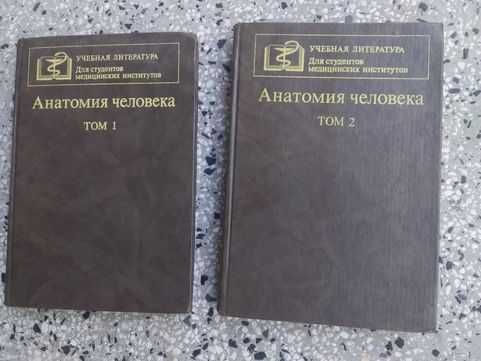 УЧЕБНАЯ ЛИТЕРАТУРА
Для студентов
медицинских институтов
Анатомия человека
ТОМ 1
УЧЕБНАЯ ЛИТЕРАТУРА
Для студентов
медицинских институтов
Анатомия человека
ТОМ 2